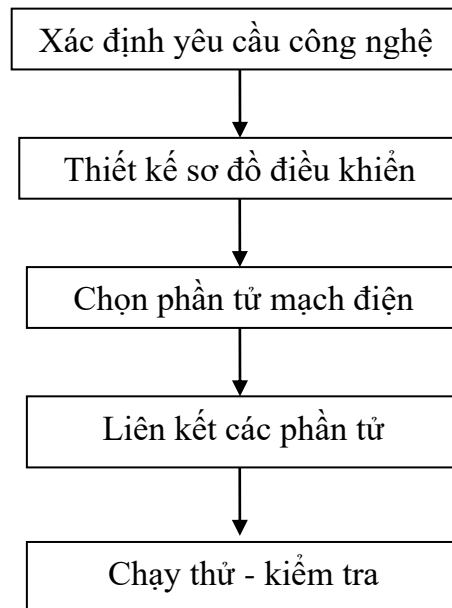 Xác định yêu cầu công nghệ
Thiết kế sơ đồ điều khiển
Chọn phần tử mạch điện
Liên kết các phần tử
Chạy thử - kiểm tra